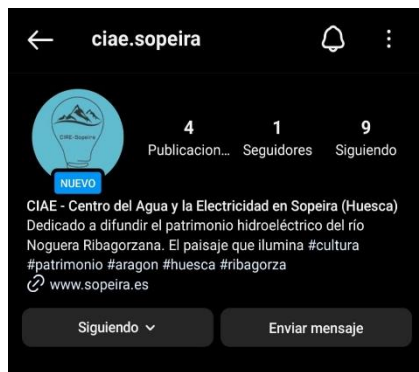 ciae.sopeira
CIAE-Sopeira
NUEVO
4 1 9
Publicacion... Seguidores Siguiendo
CIAE - Centro del Agua y la Electricidad en Sopeira (Huesca)
Dedicado a difundir el patrimonio hidroeléctrico del río
Noguera Ribagorzana. El paisaje que ilumina #cultura
#patrimonio #aragon #huesca #ribagorza
www.sopeira.es
Siguiendo Enviar mensaje